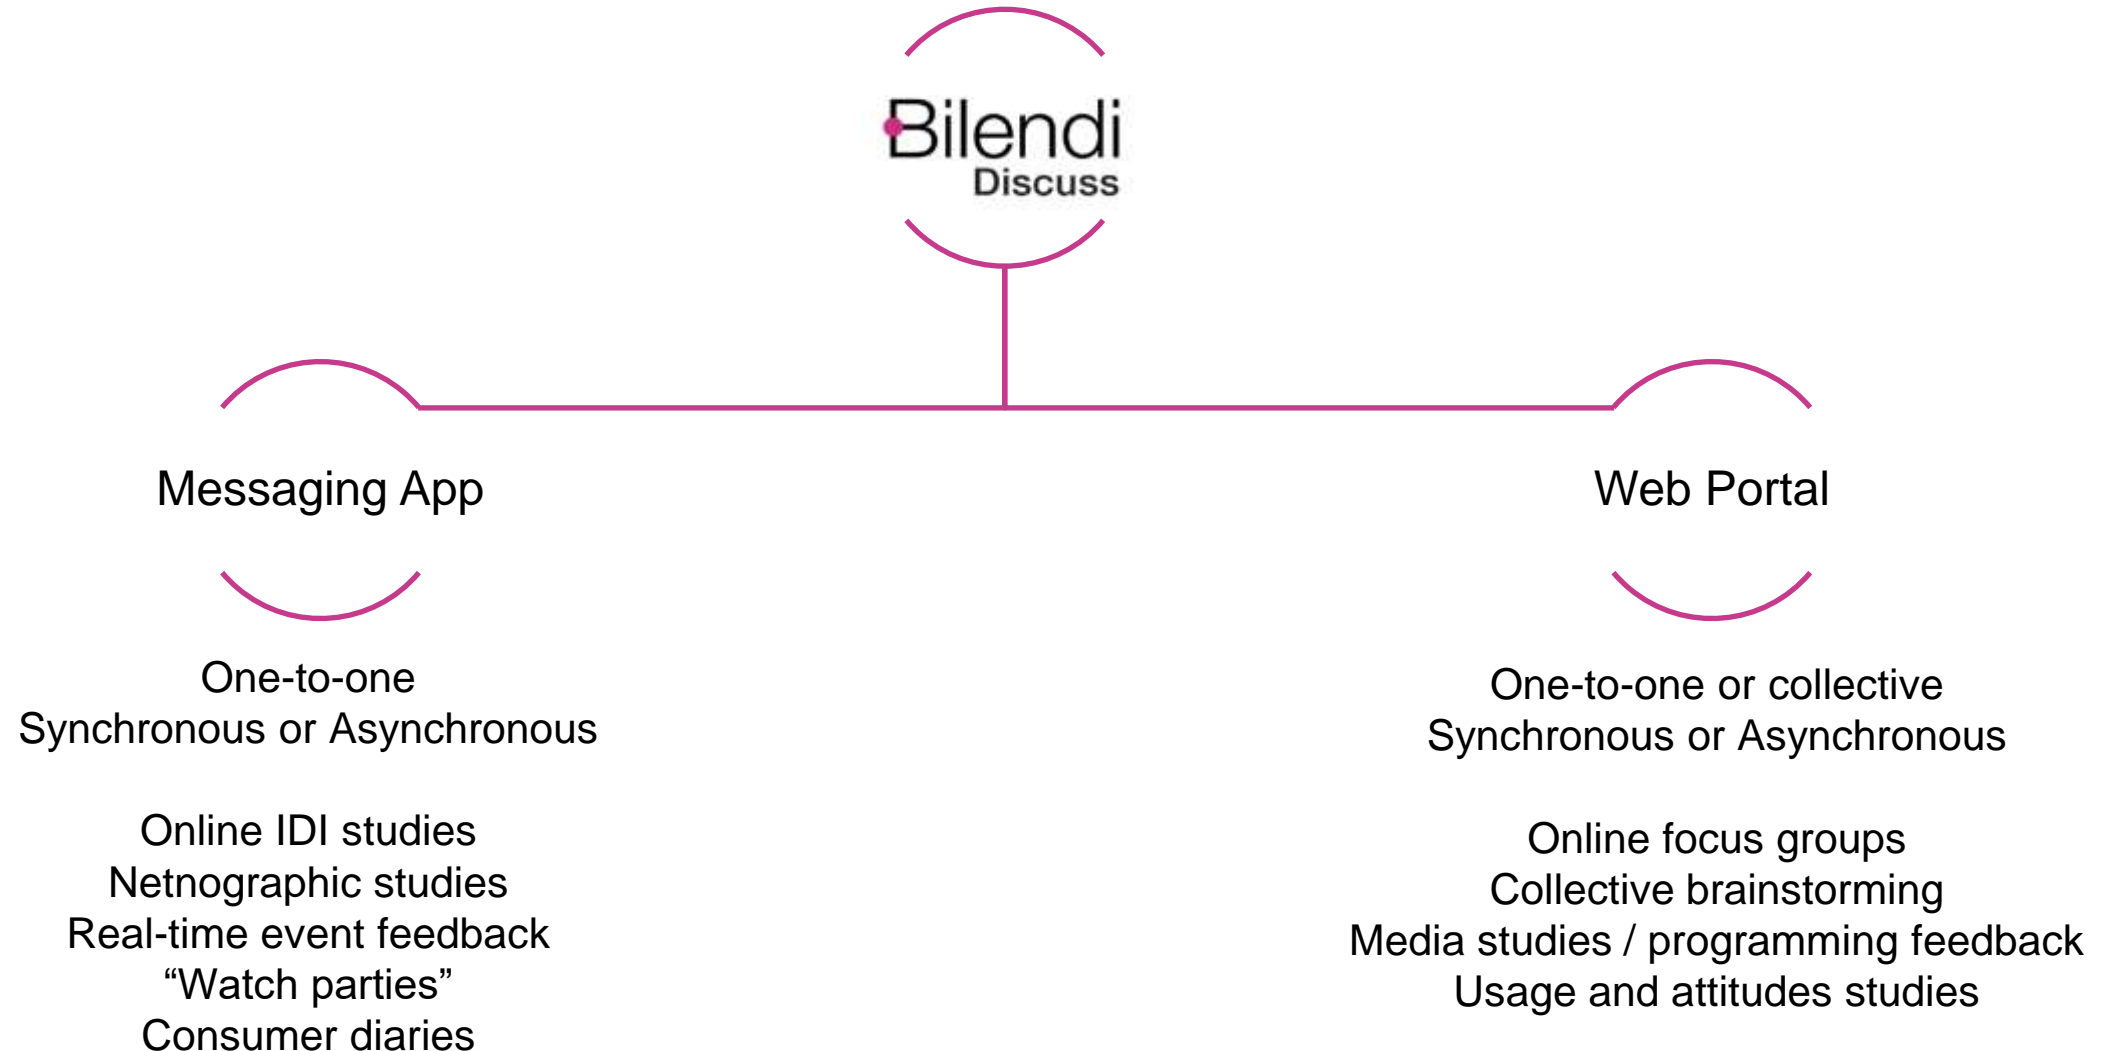 Bilendi
Discuss
Messaging App
One-to-one
Synchronous or Asynchronous
Online IDI studies
Netnographic studies
Real-time event feedback
“Watch parties”
Consumer diaries
Web Portal
One-to-one or collective
Synchronous or Asynchronous
Online focus groups
Collective brainstorming
Media studies / programming feedback
Usage and attitudes studies